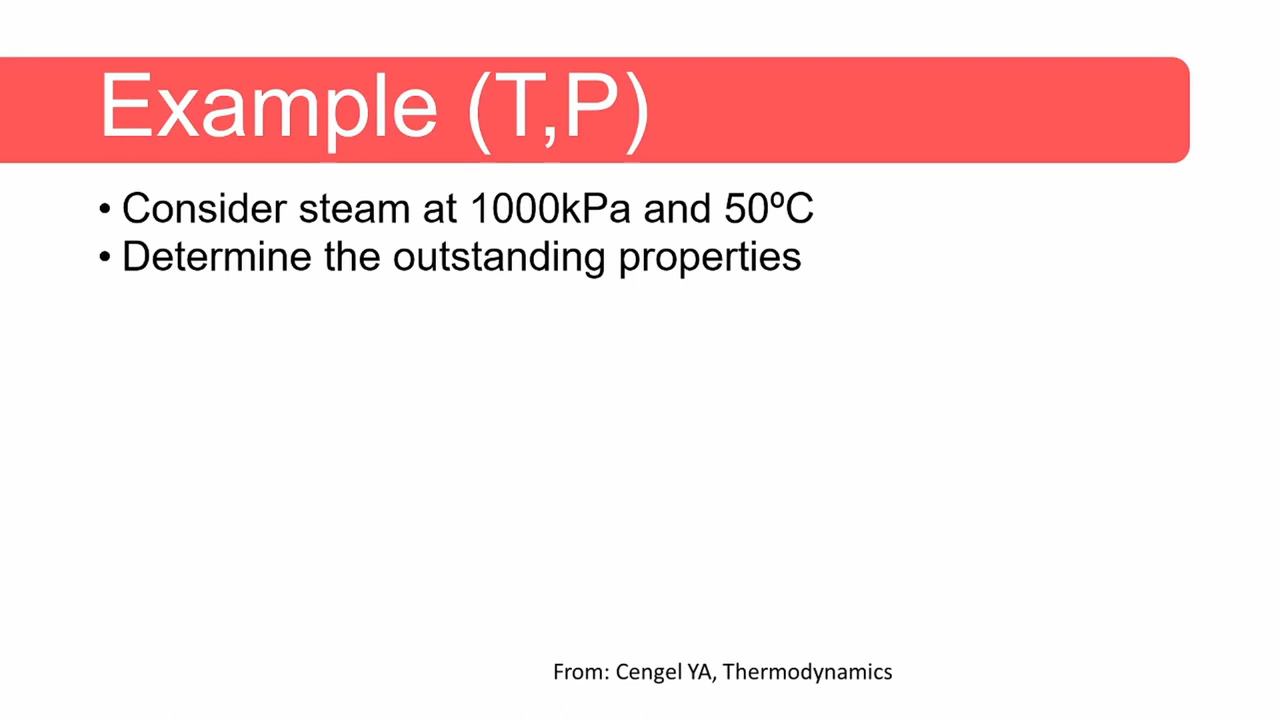 Example (T,P)
• Consider steam at 1000kPa and 50ºC
• Determine the outstanding properties
From: Cengel YA, Thermodynamics